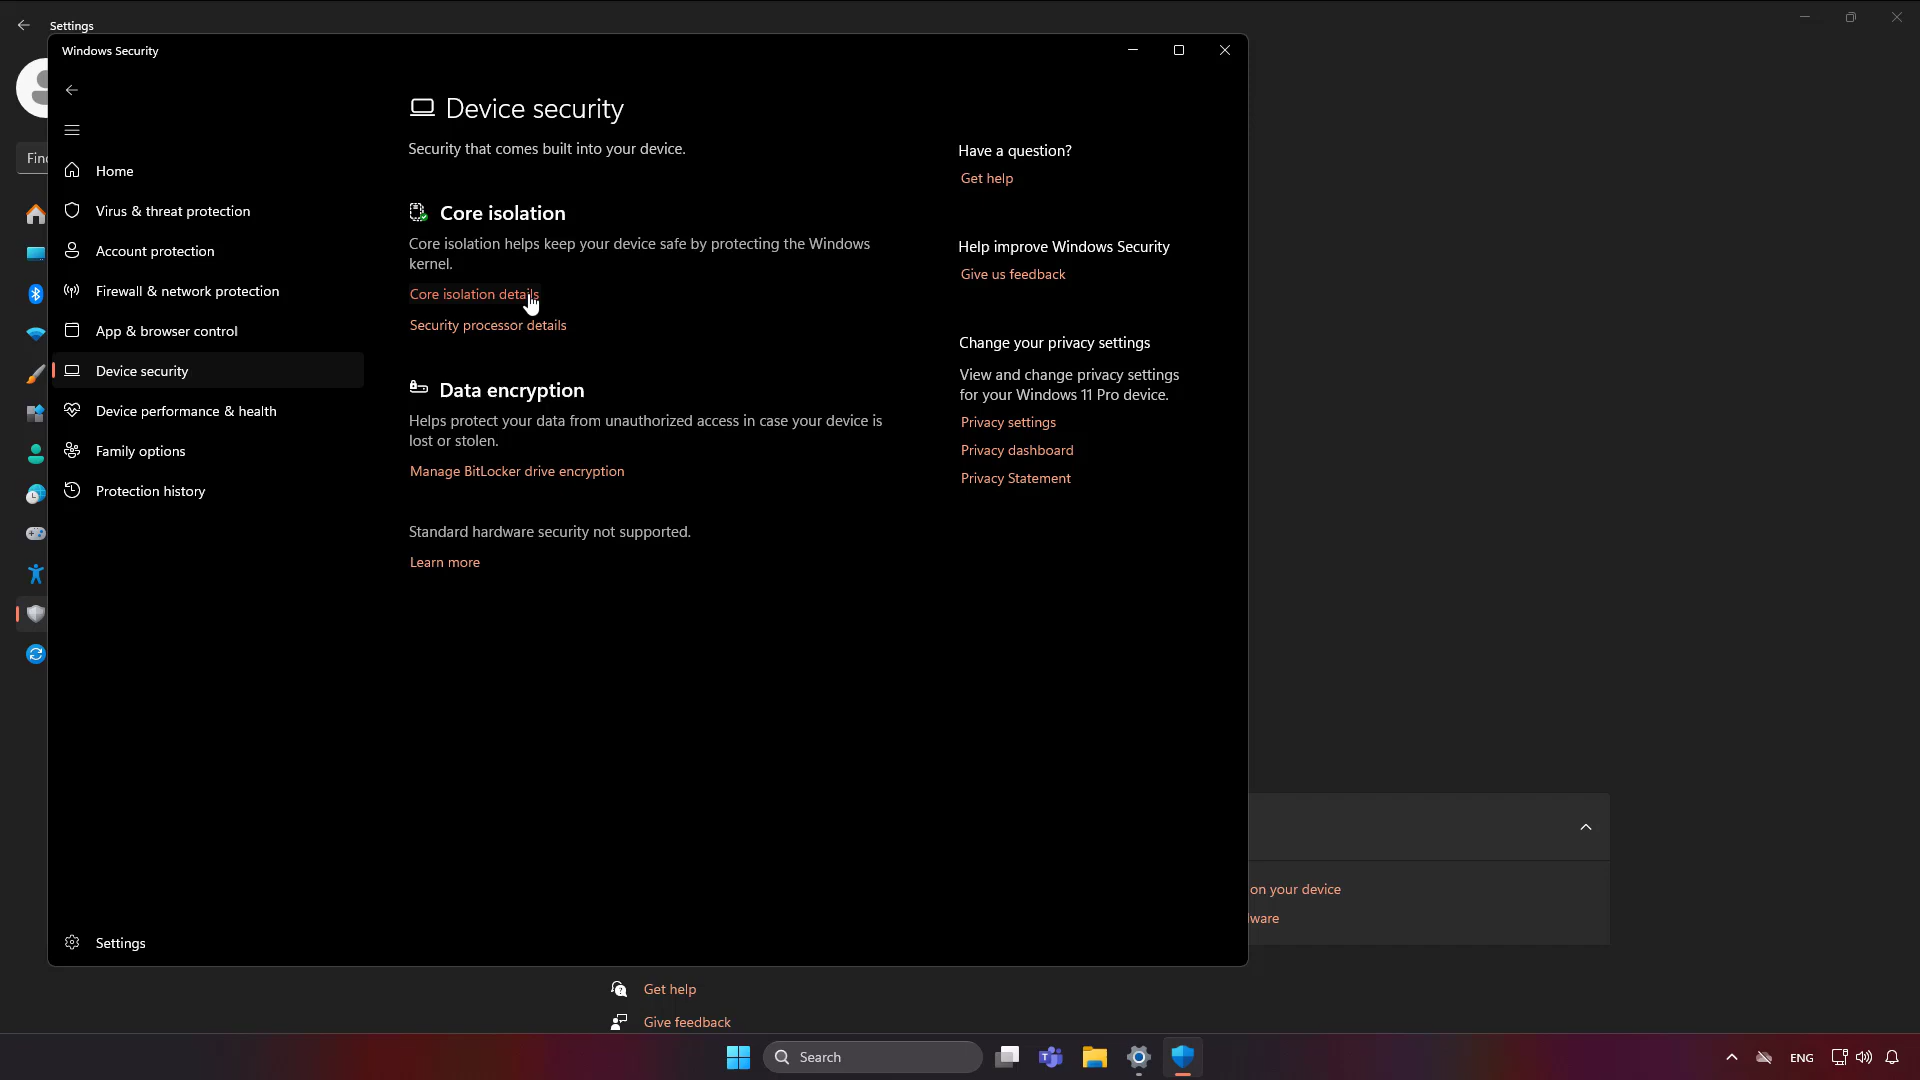 Settings
Windows Security
Home
Virus & threat protection
Account protection
Firewall & network protection
App & browser control
Device security
Device performance & health
Family options
Protection history
Settings
Device security
Security that comes built into your device.
Core isolation
Core isolation helps keep your device safe by protecting the Windows
kernel.
Core isolation details
Security processor details
Data encryption
Helps protect your data from unauthorized access in case your device is
lost or stolen.
Manage BitLocker drive encryption
Standard hardware security not supported.
Learn more
Have a question?
Get help
Help improve Windows Security
Give us feedback
Change your privacy settings
View and change privacy settings
for your Windows 11 Pro device.
Privacy settings
Privacy dashboard
Privacy Statement
on your device
Get help
Give feedback
Search
ENG